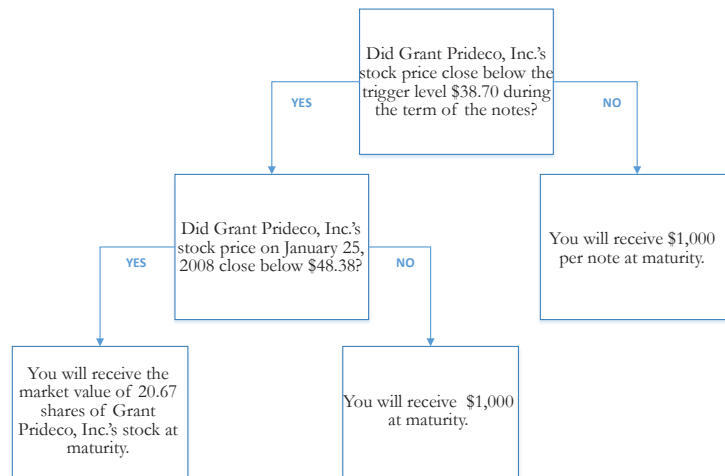 Did Grant Prideco, Inc.'s
stock price close below the
trigger level $38.70 during
the term of the notes?
YES
NO
Did Grant Prideco, Inc.'s
stock price on January 25,
2008 close below $48.38?
You will receive $1,000
per note at maturity.
YES
NO
You will receive the
market value of 20.67
shares of Grant
Prideco, Inc.'s stock at
maturity.
You will receive $1,000
at maturity.